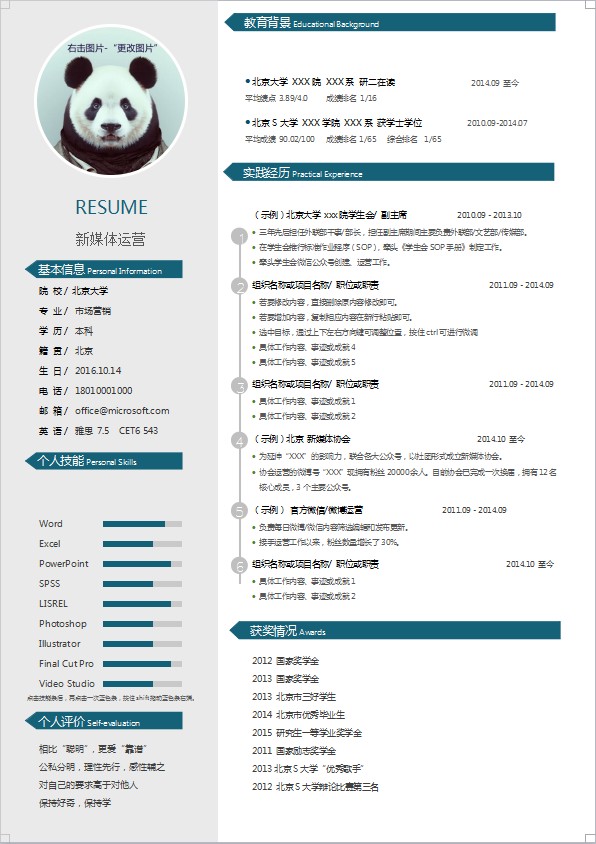 右击图片-“更改图片”
RESUME
新媒体运营
基本信息 Personal Information
院 校 / 北京大学
专 业 / 市场营销
学 历 / 本科
籍 贯 / 北京
生 日 / 2016.10.14
电 话 / 18010001000
邮 箱 / office@microsoft.com
英 语 / 雅思 7.5 CET6 543
个人技能 Personal Skills
Word
Excel
PowerPoint
SPSS
LISREL
Photoshop
Illustrator
Final Cut Pro
Video Studio
点击技能条后，再点击一次蓝色条，按住shift拖动蓝色条右端。
个人评价 Self-evaluation
相比“聪明”，更爱“靠谱”
公私分明，理性先行，感性辅之
对自己的要求高于对他人
保持好奇，保持学
教育背景 Educational Background
北京大学 XXX 院 XXX 系 研二在读 2014.09 至今
平均绩点 3.89/4.0 成绩排名 1/16
北京 S 大学 XXX 学院 XXX 系 获学士学位 2010.09-2014.07
平均成绩 90.02/100 成绩排名 1/65 综合排名 1/65
实践经历 Practical Experience
1
（示例）北京大学 xxx 院学生会/ 副主席 2010.09 - 2013.10
三年先后担任外联部干事/部长，担任副主席期间主要负责外联部/文艺部/传媒部。
在学生会推行标准作业程序（SOP），牵头《学生会 SOP 手册》制定工作。
牵头学生会微信公众号创建、运营工作。
2
组织名称或项目名称/ 职位或职责 2011.09 - 2014.09
若要修改内容，直接删除原内容修改即可。
若要增加内容，复制相应内容在新行粘贴即可。
选中目标，通过上下左右方向键可调整位置，按住 ctrl 可进行微调
具体工作内容、事迹或成就 4
具体工作内容、事迹或成就 5
3
组织名称或项目名称/ 职位或职责 2011.09 - 2014.09
具体工作内容、事迹或成就 1
具体工作内容、事迹或成就 2
4
（示例）北京 新媒体协会 2014.10 至今
为延伸“XXX”的影响力，联合各大公众号，以社团形式成立新媒体协会。
协会运营的微博号“XXX”现拥有粉丝 20000余人。目前协会已完成一次换届，拥有 12 名
核心成员，3 个主要公众号。
5
（示例） 官方微信/微博运营 2011.09 - 2014.09
负责每日微博/微信内容筛选编辑和发布更新。
接手运营工作以来，粉丝数量增长了 30%。
6
组织名称或项目名称/ 职位或职责 2014.10 至今
具体工作内容、事迹或成就 1
具体工作内容、事迹或成就 2
获奖情况 Awards
2012 国家奖学金
2013 国家奖学金
2013 北京市三好学生
2014 北京市优秀毕业生
2015 研究生一等学业奖学金
2011 国家励志奖学金
2013 北京 S 大学“优秀歌手”
2012 北京 S 大学辩论比赛第三名